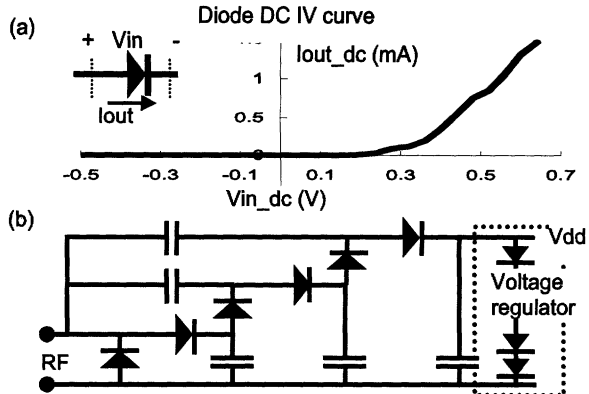 Diode DC IV curve
(a)
+ Vin -
Iout
Iout_dc (mA)
1
0.5
0
-0.5 -0.3 -0.1 0.1 0.3 0.5 0.7
Vin_dc (V)
(b)
Vdd
Voltage
regulator
RF